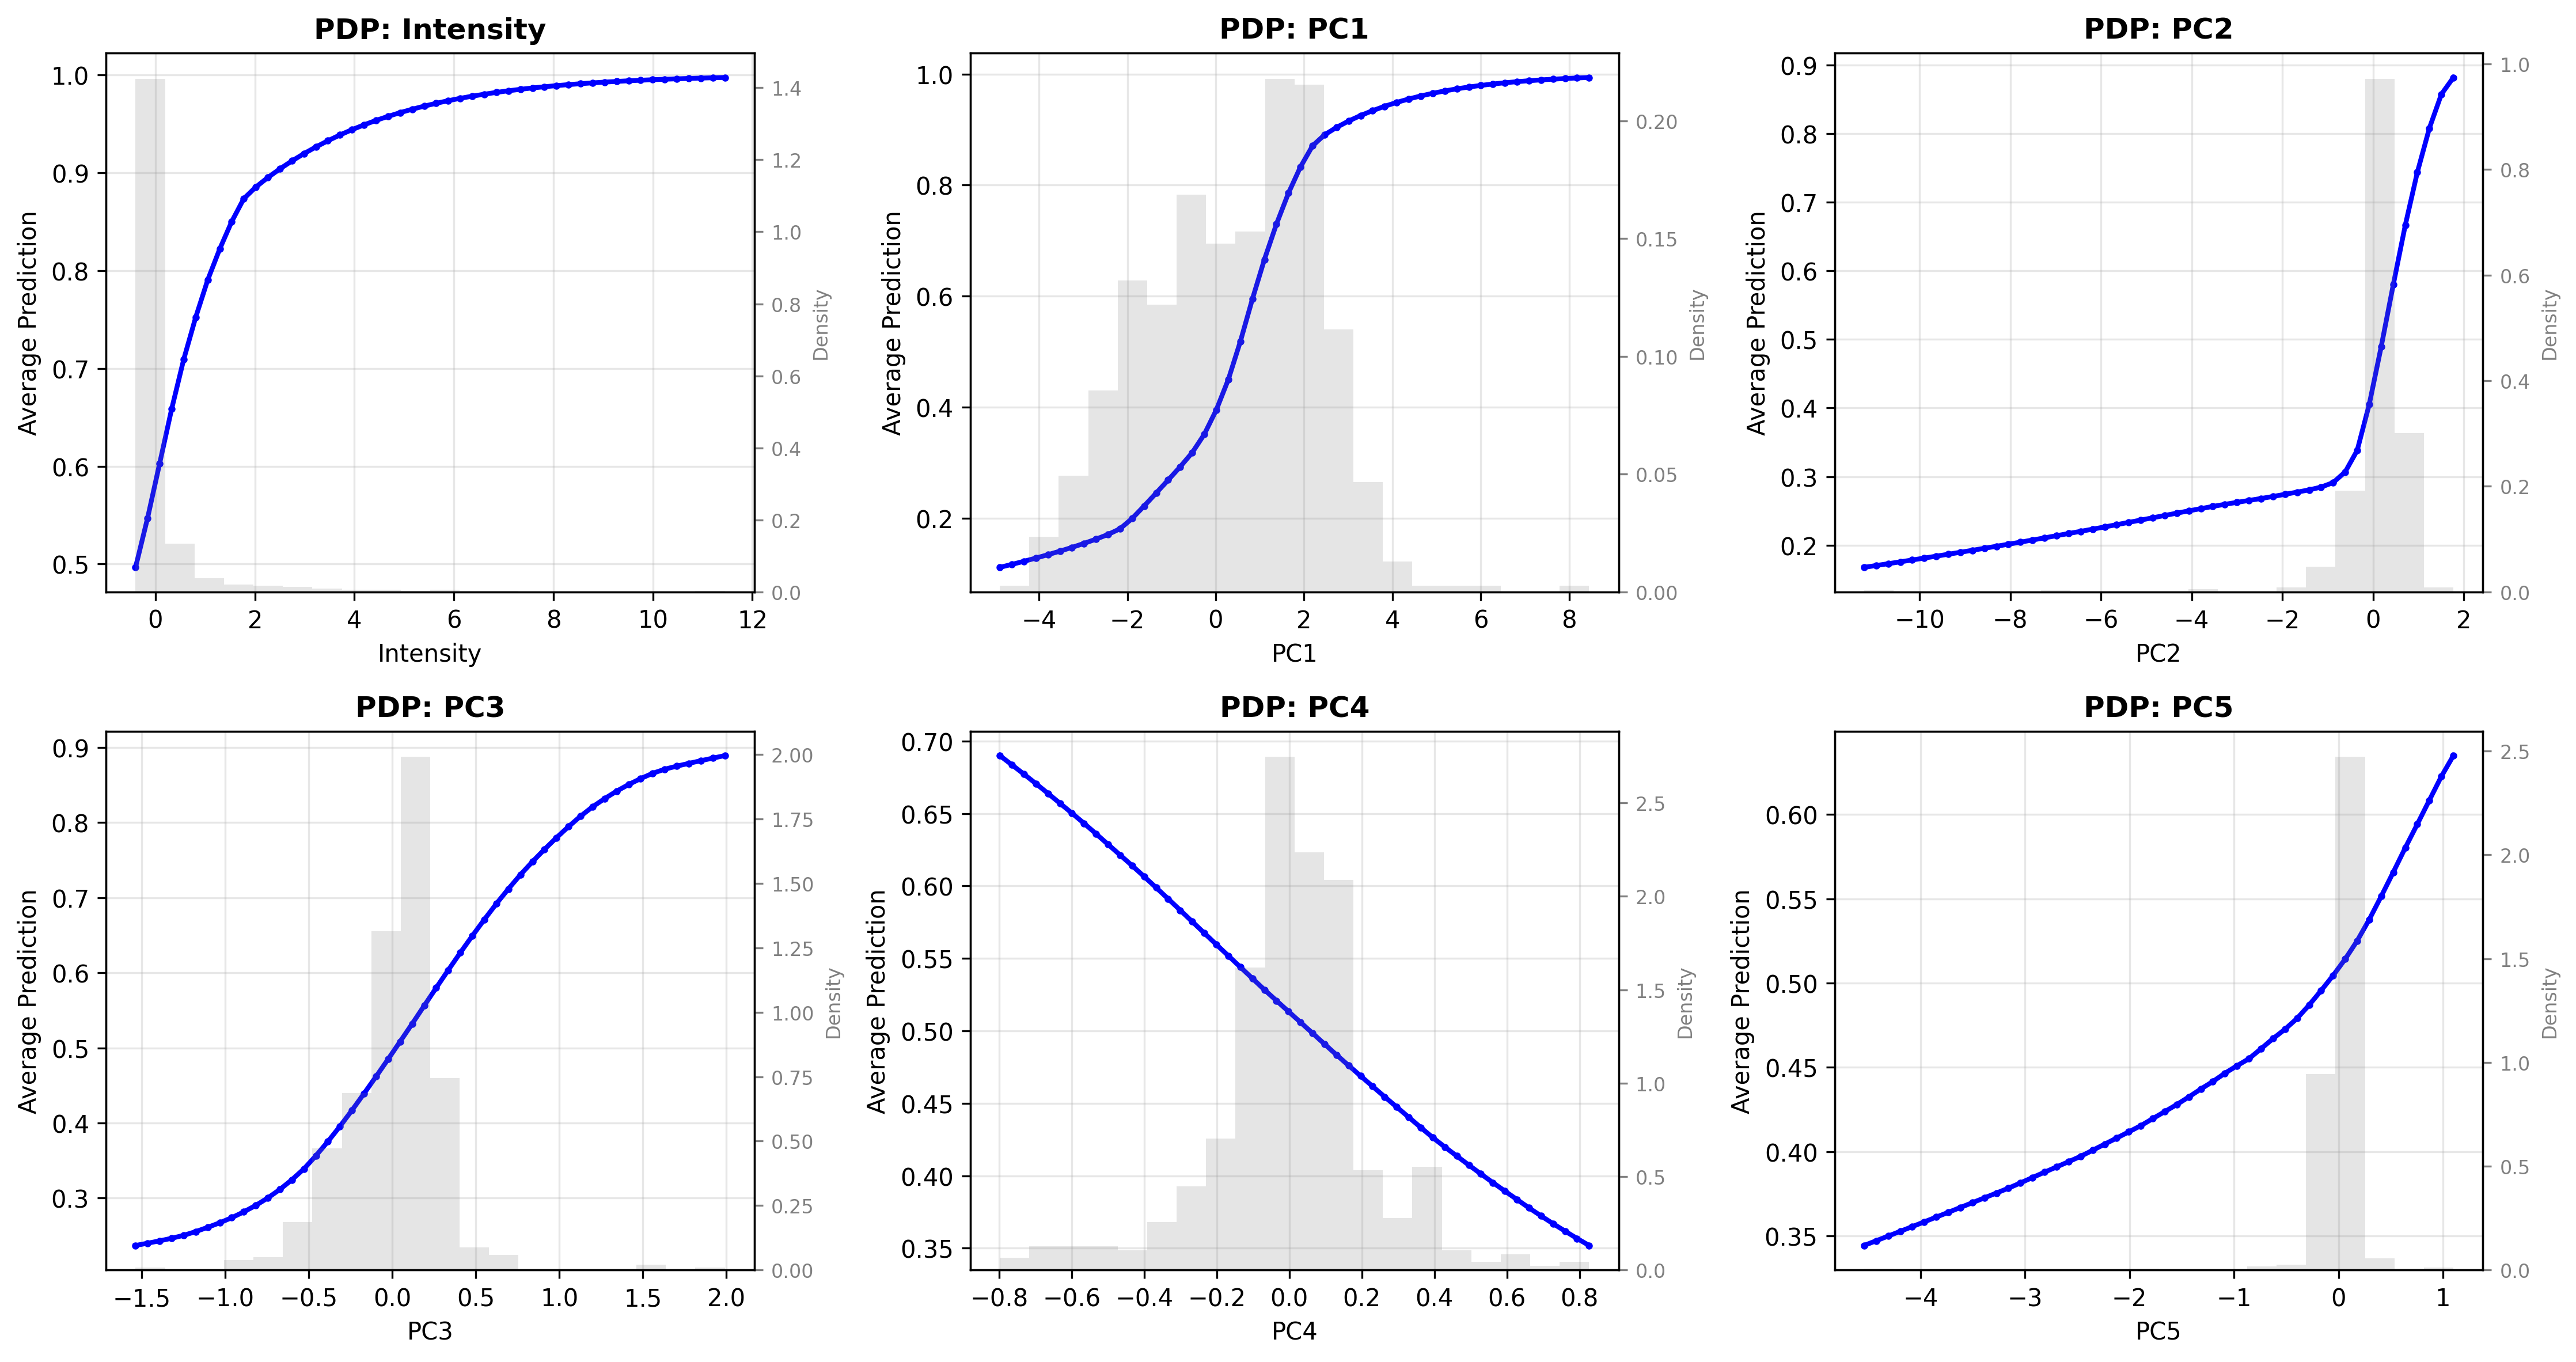 PDP: Intensity
1.0
0.9
0.8
0.7
0.6
0.5
Average Prediction
1.4
1.2
1.0
0.8
0.6
0.4
0.2
0.0
Density
0 2 4 6 8 10 12
Intensity
PDP: PC1
1.0
0.8
0.6
0.4
0.2
Average Prediction
0.20
0.15
0.10
0.05
0.00
Density
−4 −2 0 2 4 6 8
PC1
PDP: PC2
0.9
0.8
0.7
0.6
0.5
0.4
0.3
0.2
Average Prediction
1.0
0.8
0.6
0.4
0.2
0.0
Density
−10 −8 −6 −4 −2 0 2
PC2
PDP: PC3
0.9
0.8
0.7
0.6
0.5
0.4
0.3
Average Prediction
2.00
1.75
1.50
1.25
1.00
0.75
0.50
0.25
0.00
Density
−1.5 −1.0 −0.5 0.0 0.5 1.0 1.5 2.0
PC3
PDP: PC4
0.70
0.65
0.60
0.55
0.50
0.45
0.40
0.35
Average Prediction
2.5
2.0
1.5
1.0
0.5
0.0
Density
−0.8 −0.6 −0.4 −0.2 0.0 0.2 0.4 0.6 0.8
PC4
PDP: PC5
0.60
0.55
0.50
0.45
0.40
0.35
Average Prediction
2.5
2.0
1.5
1.0
0.5
0.0
Density
−4 −3 −2 −1 0 1
PC5